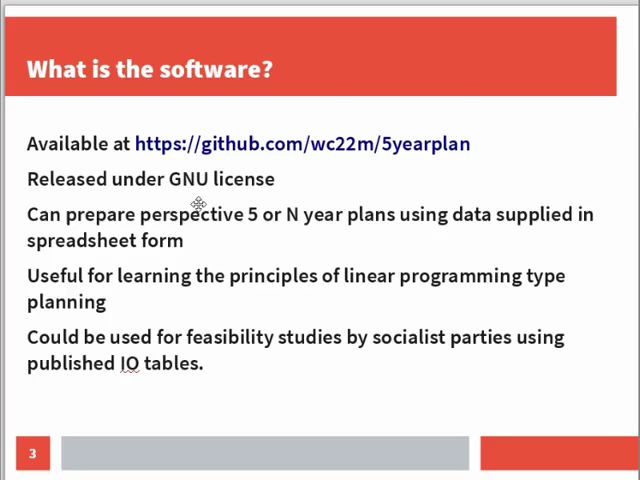 What is the software?
Available at https://github.com/wc22m/5yearplan
Released under GNU license
Can prepare perspective 5 or N year plans using data supplied in
spreadsheet form
Useful for learning the principles of linear programming type
planning
Could be used for feasibility studies by socialist parties using
published IO tables.
3